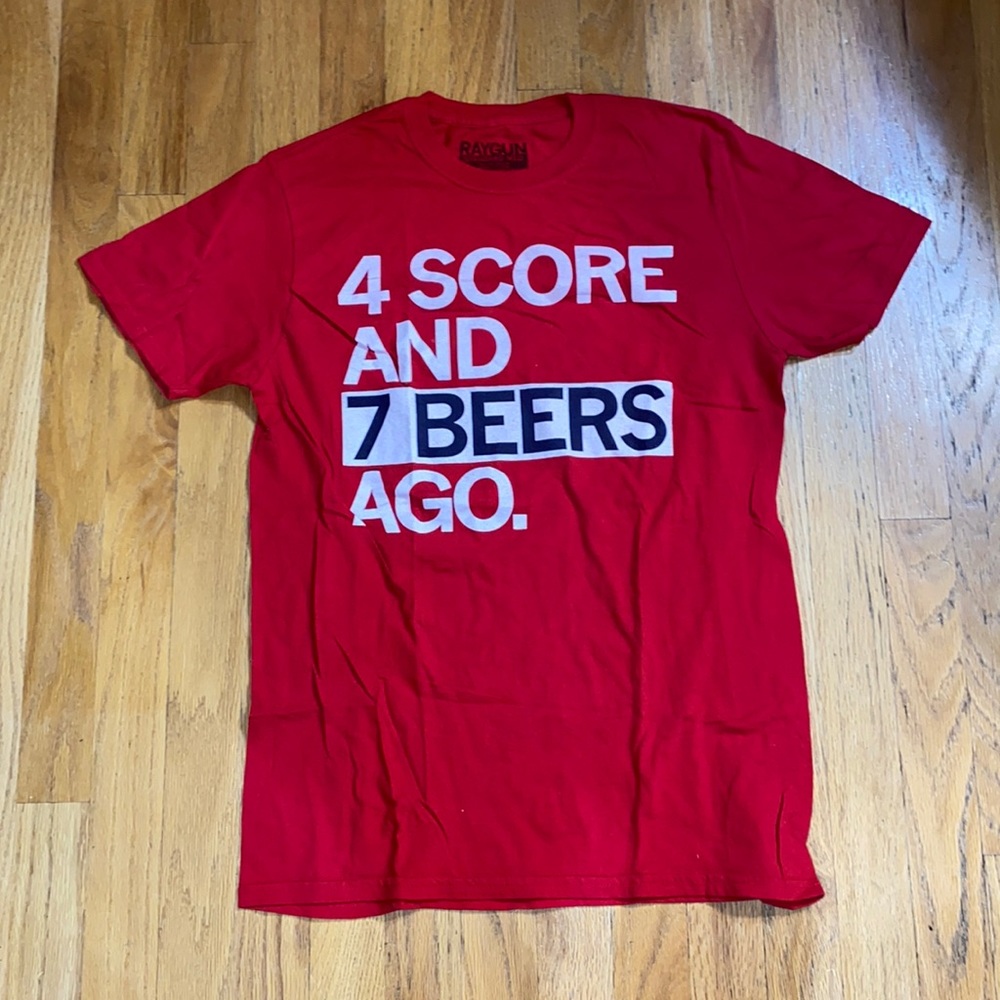 RAYGUN
4 SCORE
AND
7 BEERS
AGO.